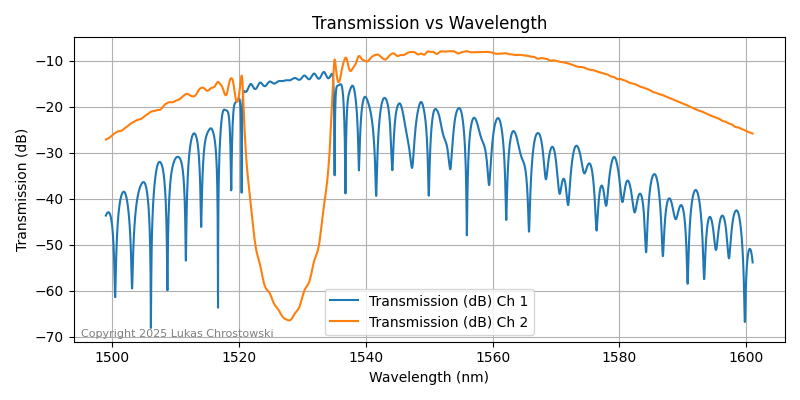 Transmission vs Wavelength
Transmission (dB)
−10
−20
−30
−40
−50
−60
−70
Transmission (dB) Ch 1
Transmission (dB) Ch 2
Copyright 2025 Lukas Chrostowski
1500 1520 1540 1560 1580 1600
Wavelength (nm)